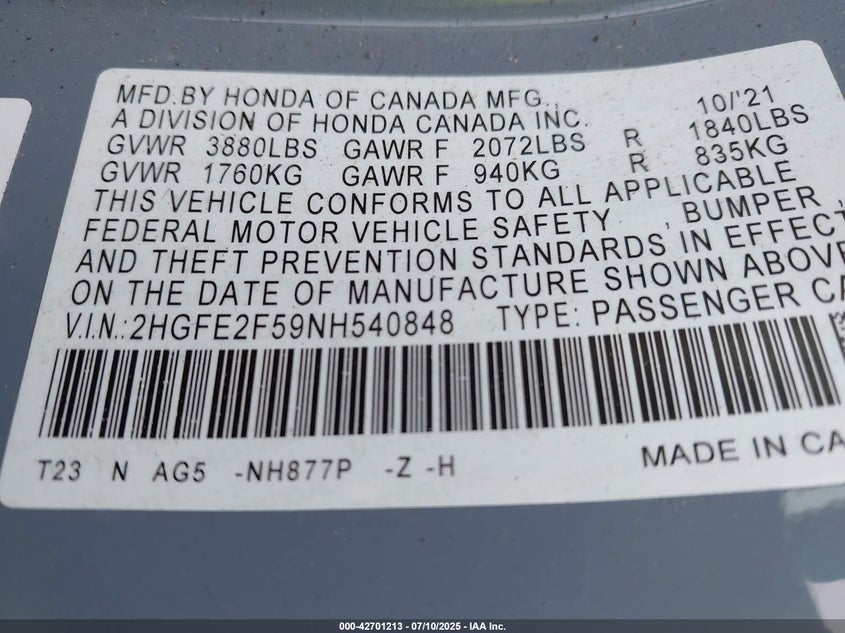 MFD. BY HONDA OF CANADA MFG., 10/'21
A DIVISION OF HONDA CANADA INC.
GVWR 3880LBS GAWR F 2072LBS R 1840LBS
GVWR 1760KG GAWR F 940KG R 835KG
THIS VEHICLE CONFORMS TO ALL APPLICABLE
FEDERAL MOTOR VEHICLE SAFETY , BUMPER ,
AND THEFT PREVENTION STANDARDS IN EFFECT
ON THE DATE OF MANUFACTURE SHOWN ABOVE
V.I.N.: 2HGFE2F59NH540848 TYPE: PASSENGER CA
T23 N AG5 -NH877P -Z -H MADE IN CA
000-42701213 - 07/10/2025 - IAA Inc.